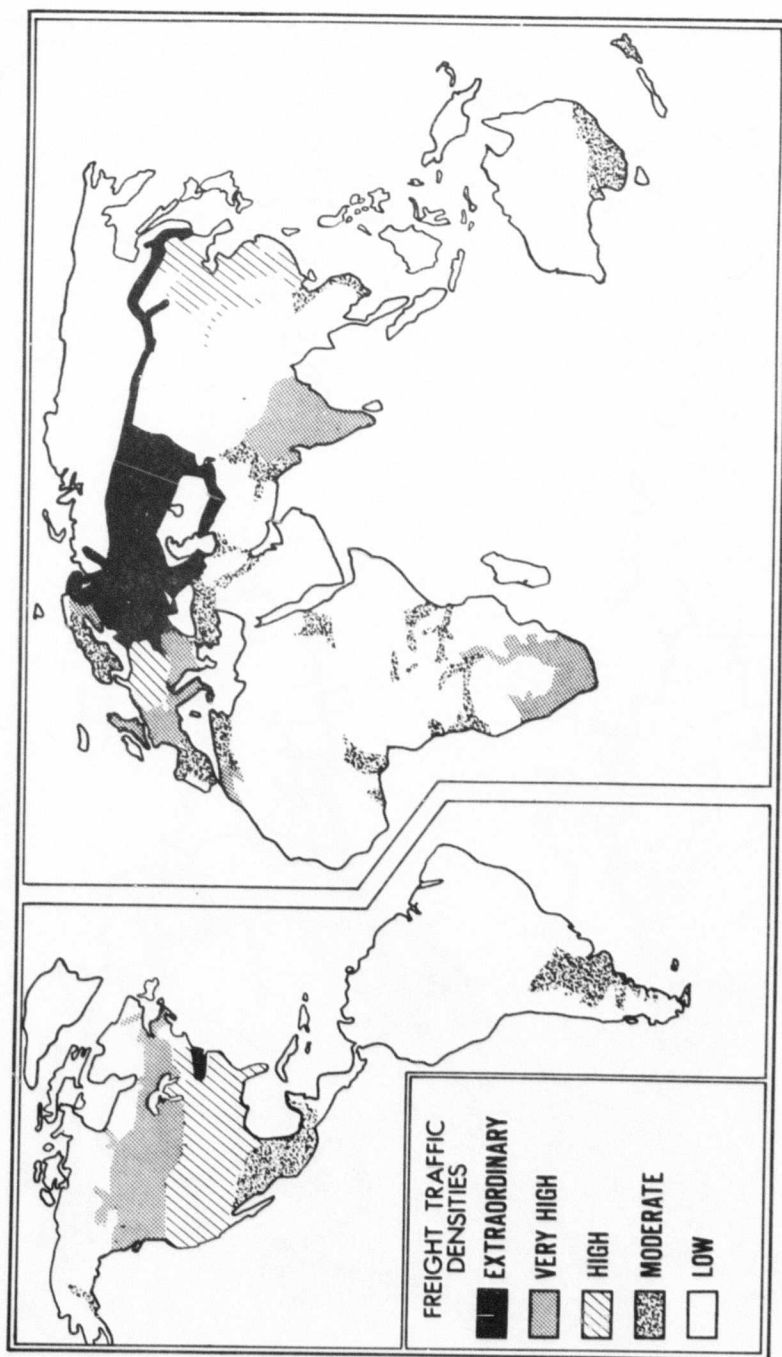 FREIGHT TRAFFIC
DENSITIES
EXTRAORDINARY
VERY HIGH
HIGH
MODERATE
LOW